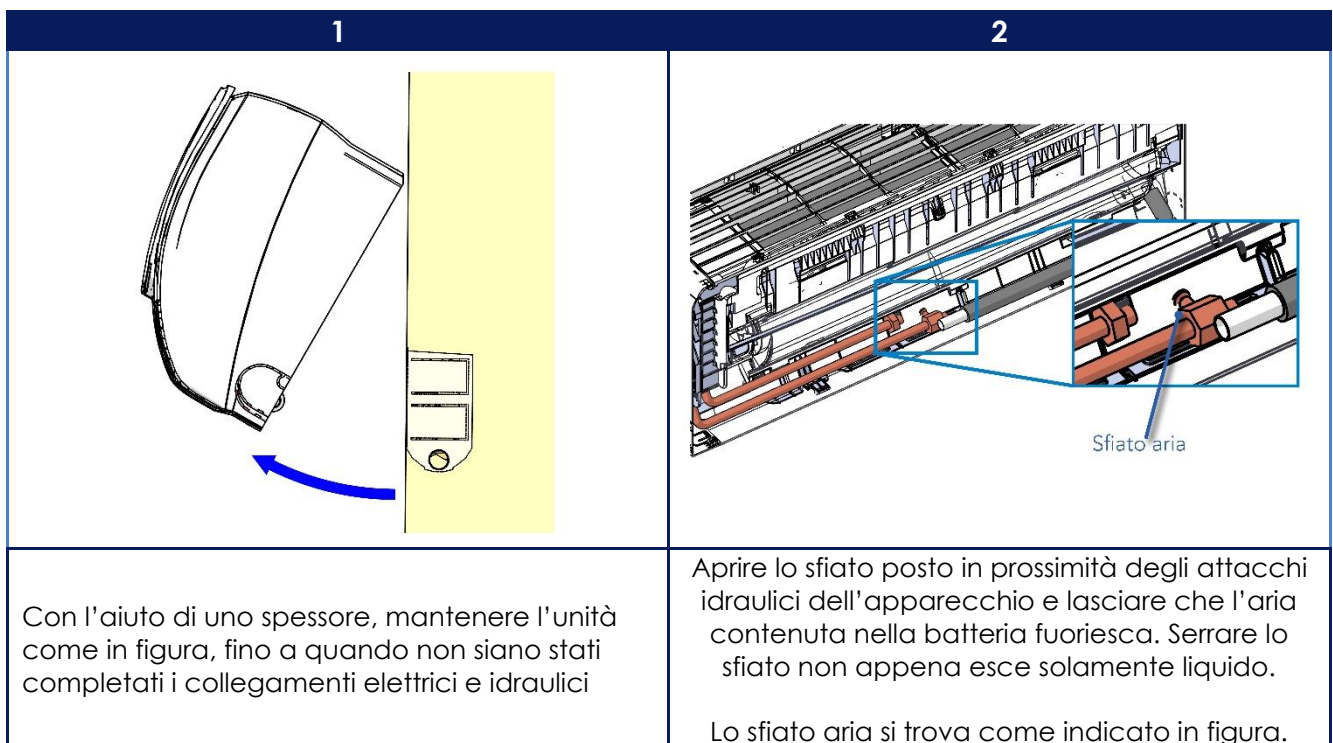 1
2
Sfiato aria
Con l’aiuto di uno spessore, mantenere l’unità
come in figura, fino a quando non siano stati
completati i collegamenti elettrici e idraulici
Aprire lo sfiato posto in prossimità degli attacchi
idraulici dell’apparecchio e lasciare che l’aria
contenuta nella batteria fuoriesca. Serrare lo
sfiato non appena esce solamente liquido.
Lo sfiato aria si trova come indicato in figura.